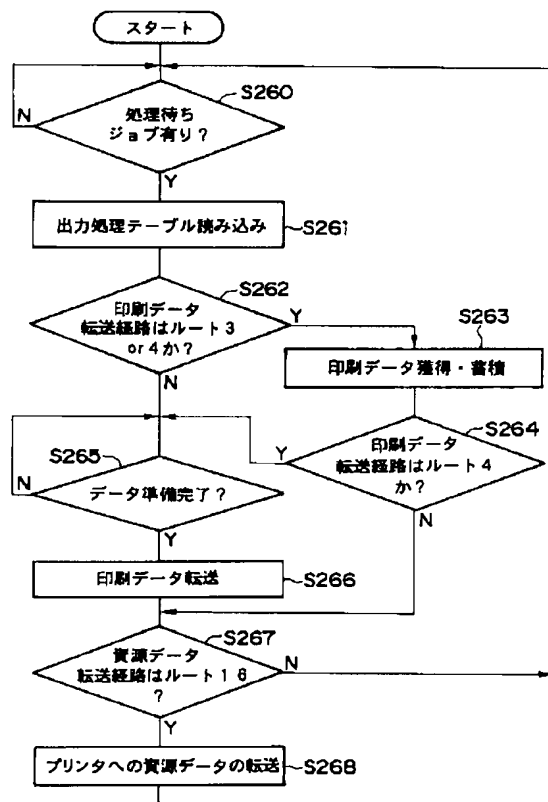 スタート
S260
処理待ち
ジョブ有り？
N
Y
出力処理テーブル読み込み
S261
S262
印刷データ
転送経路はルート3
or 4か？
Y
N
S263
印刷データ獲得・蓄積
S264
印刷データ
転送経路はルート4
か？
Y
N
S265
データ準備完了？
N
Y
印刷データ転送
S266
S267
資源データ
転送経路はルート16
？
N
Y
プリンタへの資源データの転送
S268